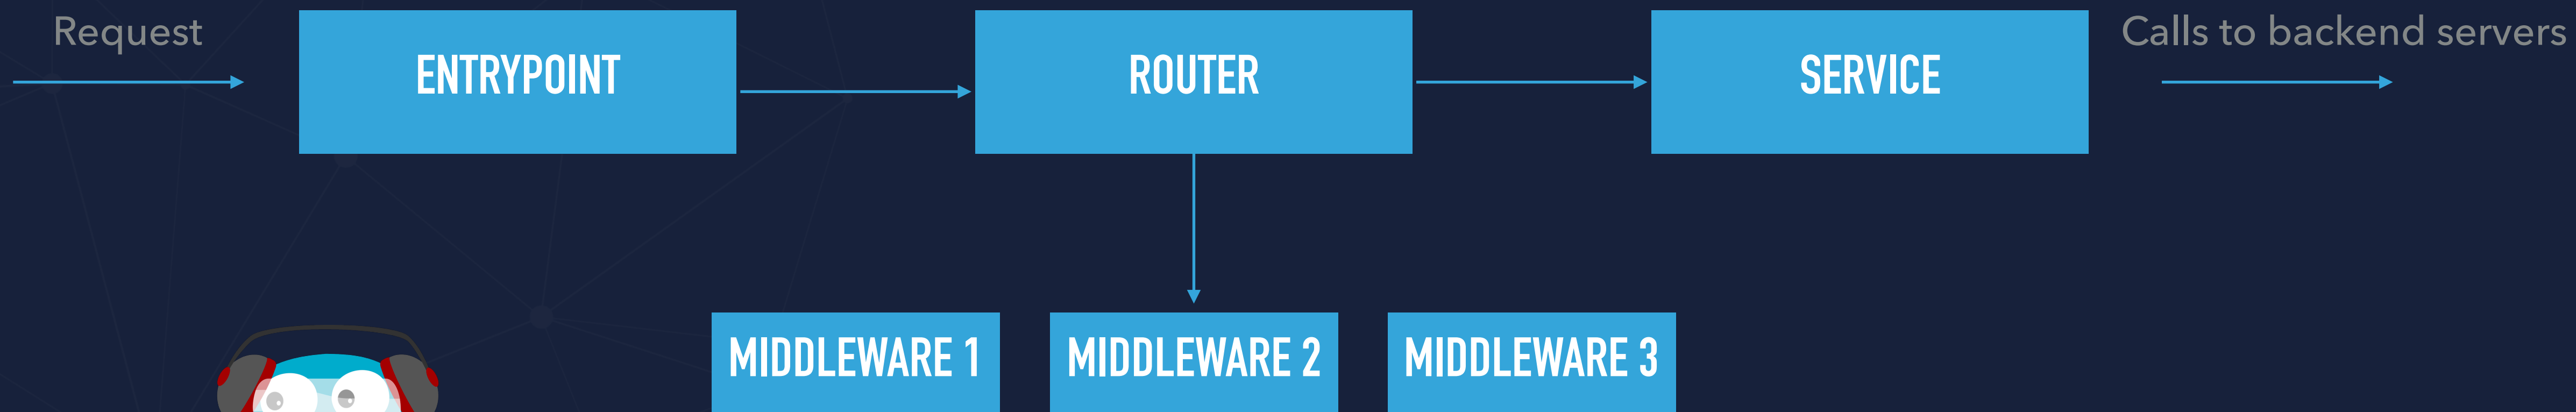 Request
ENTRYPOINT
ROUTER
SERVICE
Calls to backend servers
MIDDLEWARE 1
MIDDLEWARE 2
MIDDLEWARE 3